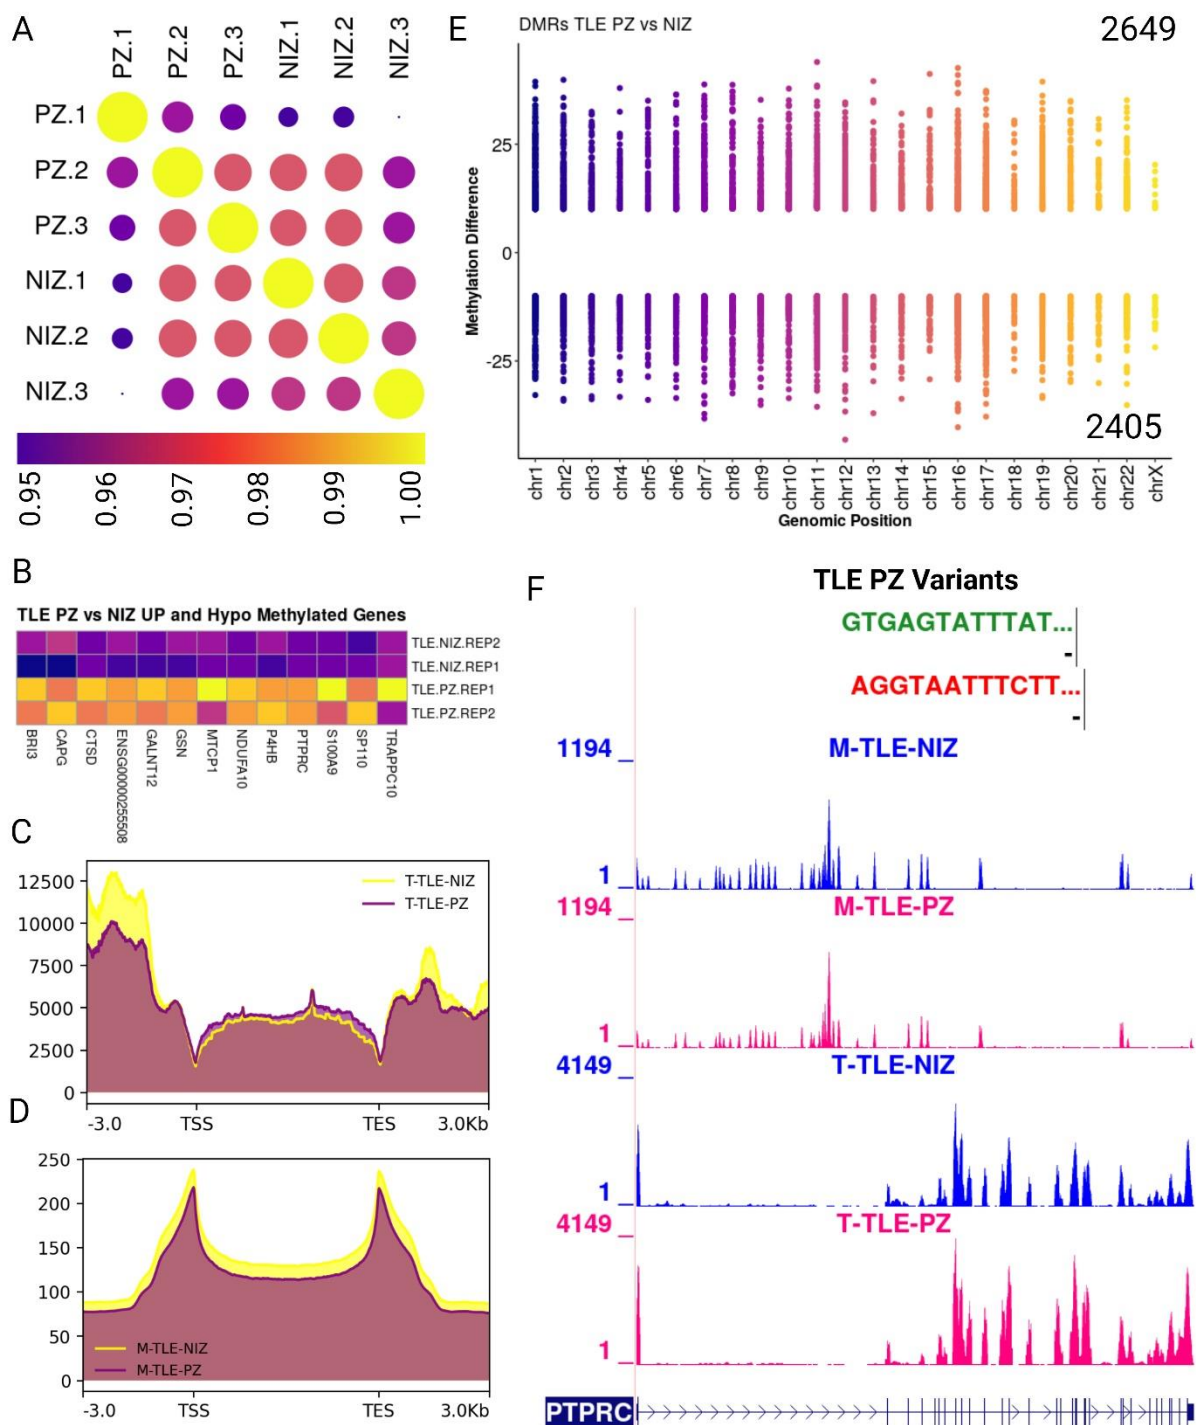 A
PZ.1
PZ.2
PZ.3
NIZ.1
NIZ.2
NIZ.3
PZ.1
PZ.2
PZ.3
NIZ.1
NIZ.2
NIZ.3
0.95
0.96
0.97
0.98
0.99
1.00
E
DMRs TLE PZ vs NIZ
2649
25
0
-25
Methylation Difference
2405
chr1
chr2
chr3
chr4
chr5
chr6
chr7
chr8
chr9
chr10
chr11
chr12
chr13
chr14
chr15
chr16
chr17
chr18
chr19
chr20
chr21
chr22
chrX
Genomic Position
B
TLE PZ vs NIZ UP and Hypo Methylated Genes
TLE.NIZ.REP2
TLE.NIZ.REP1
TLE.PZ.REP1
TLE.PZ.REP2
BRI3
CAPG
CTSD
ENSG00000255508
GALNT12
GSN
MTCP1
NDUFA10
P4HB
PTPRC
S100A9
SP110
TRAPPC10
C
12500
10000
7500
5000
2500
0
T-TLE-NIZ
T-TLE-PZ
-3.0
TSS
TES
3.0Kb
D
250
200
150
100
50
0
M-TLE-NIZ
M-TLE-PZ
-3.0
TSS
TES
3.0Kb
F
TLE PZ Variants
GTGAGTATTTAT...
-
AGGTAATTTCTT...
-
1194
M-TLE-NIZ
1
1194
M-TLE-PZ
1
4149
T-TLE-NIZ
1
4149
T-TLE-PZ
1
PTPRC